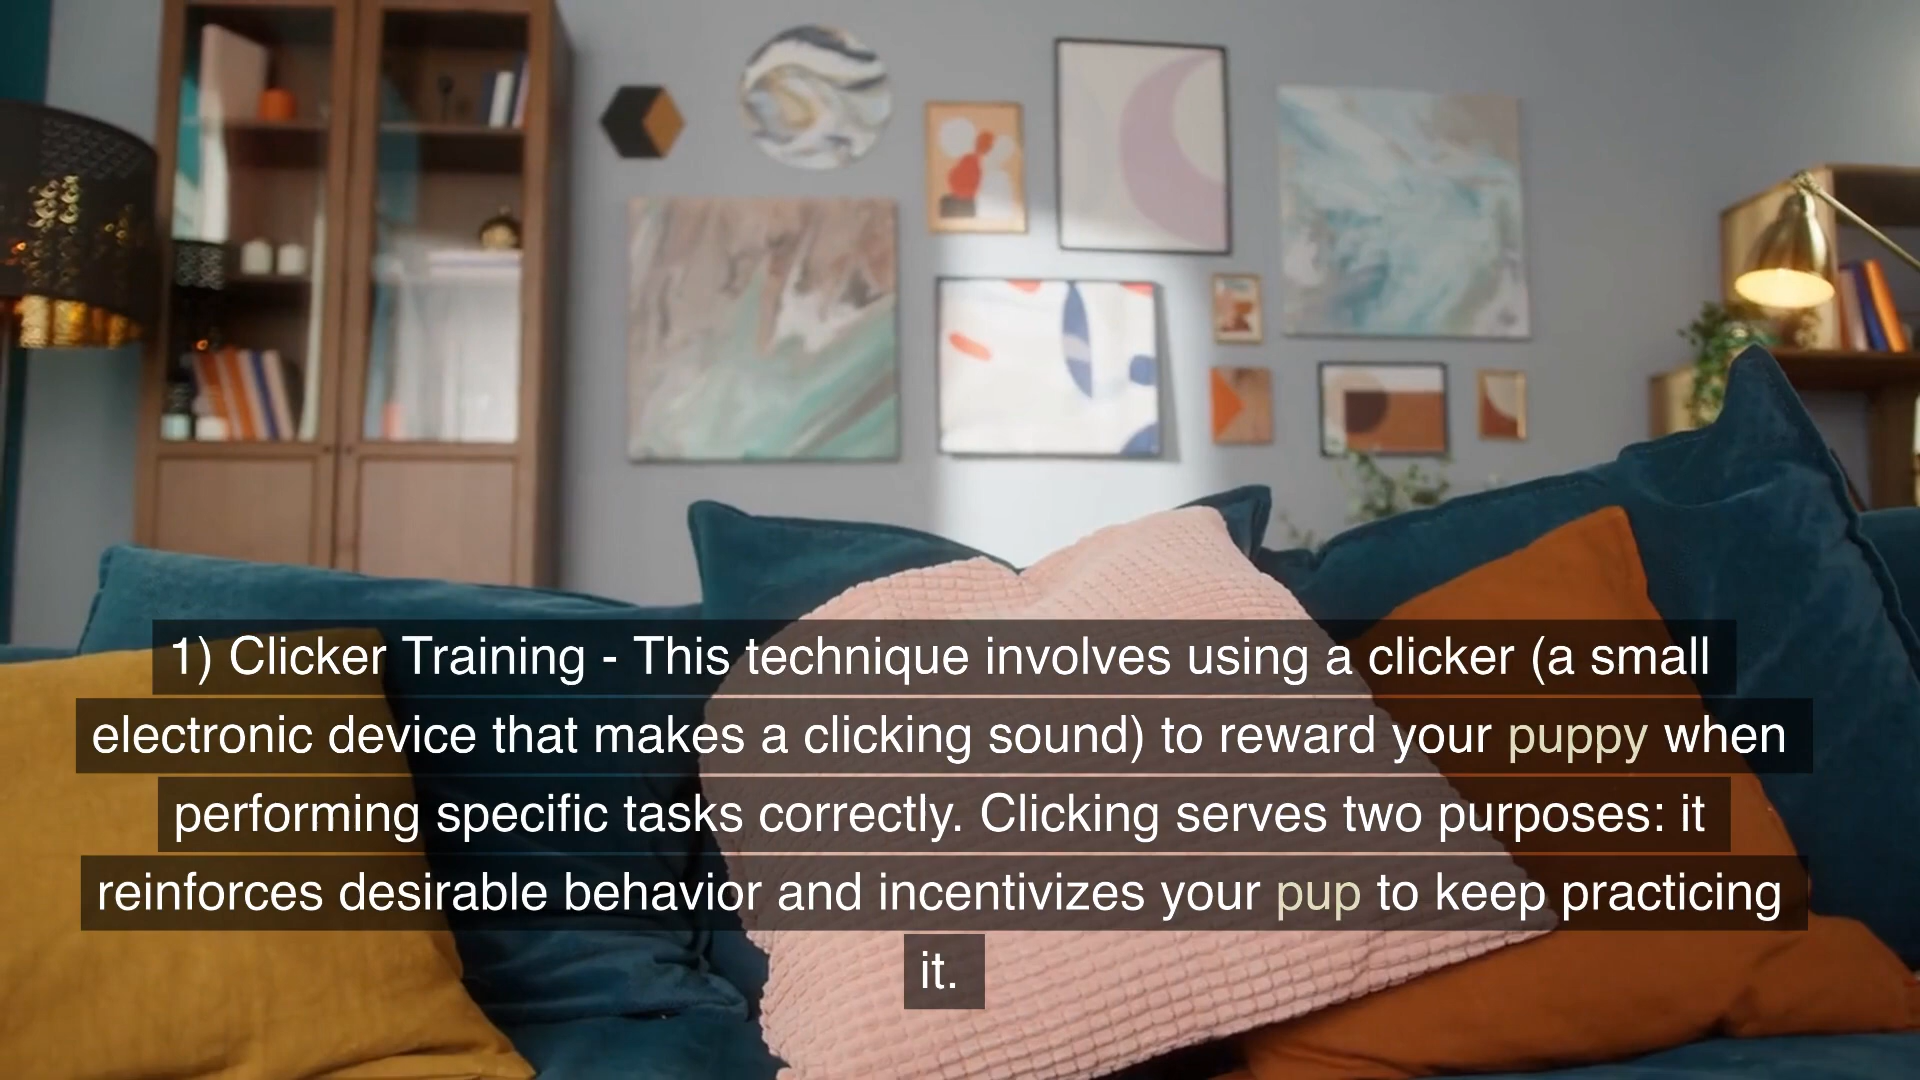 1) Clicker Training - This technique involves using a clicker (a small
electronic device that makes a clicking sound) to reward your puppy when
performing specific tasks correctly. Clicking serves two purposes: it
reinforces desirable behavior and incentivizes your pup to keep practicing
it.